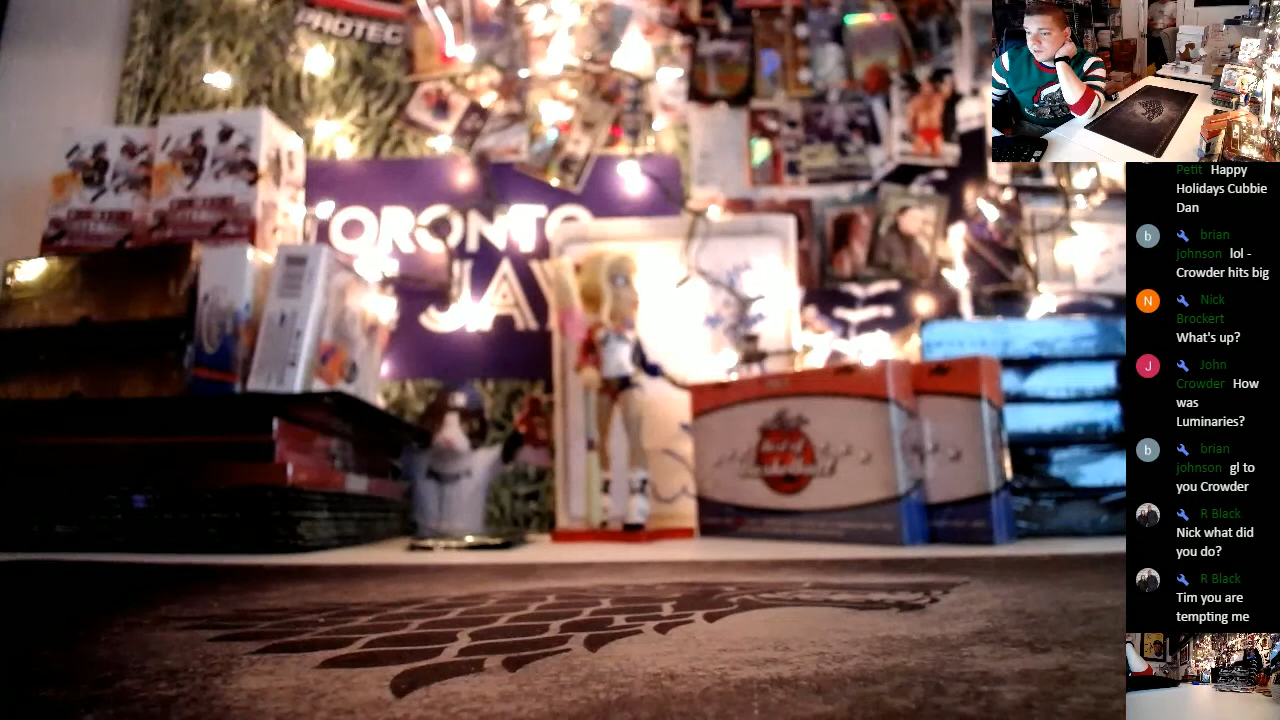 PROTEC
TORONTO
JAY
Petit Happy
Holidays Cubbie
Dan
b
brian
johnson lol -
Crowder hits big
N
Nick
Brockert
What's up?
J
John
Crowder How
was
Luminaries?
b
brian
johnson gl to
you Crowder
R Black
Nick what did
you do?
R Black
Tim you are
tempting me